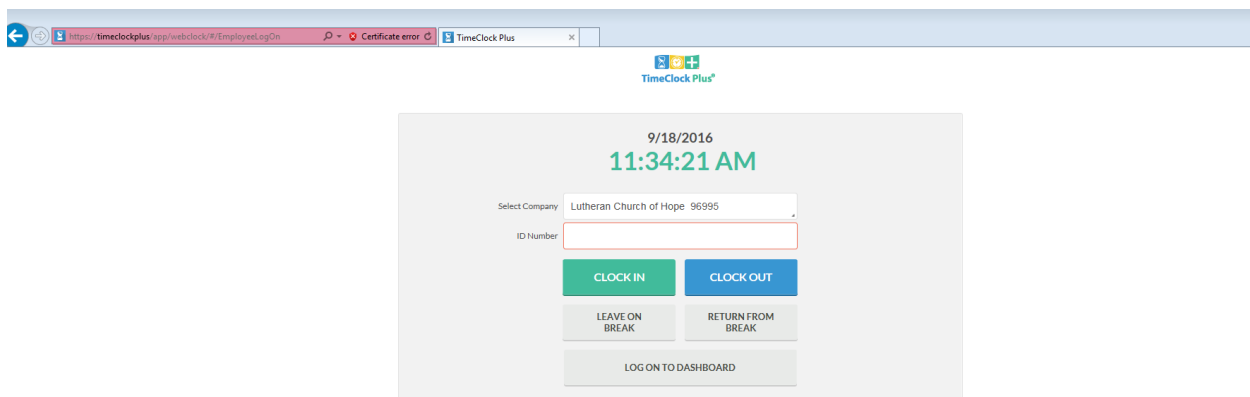 https://timeclockplus/app/webclock/#/EmployeeLogOn
Certificate error
TimeClock Plus
TimeClock Plus®
9/18/2016
11:34:21 AM
Select Company
Lutheran Church of Hope 96995
ID Number
CLOCK IN
CLOCK OUT
LEAVE ON
BREAK
RETURN FROM
BREAK
LOG ON TO DASHBOARD